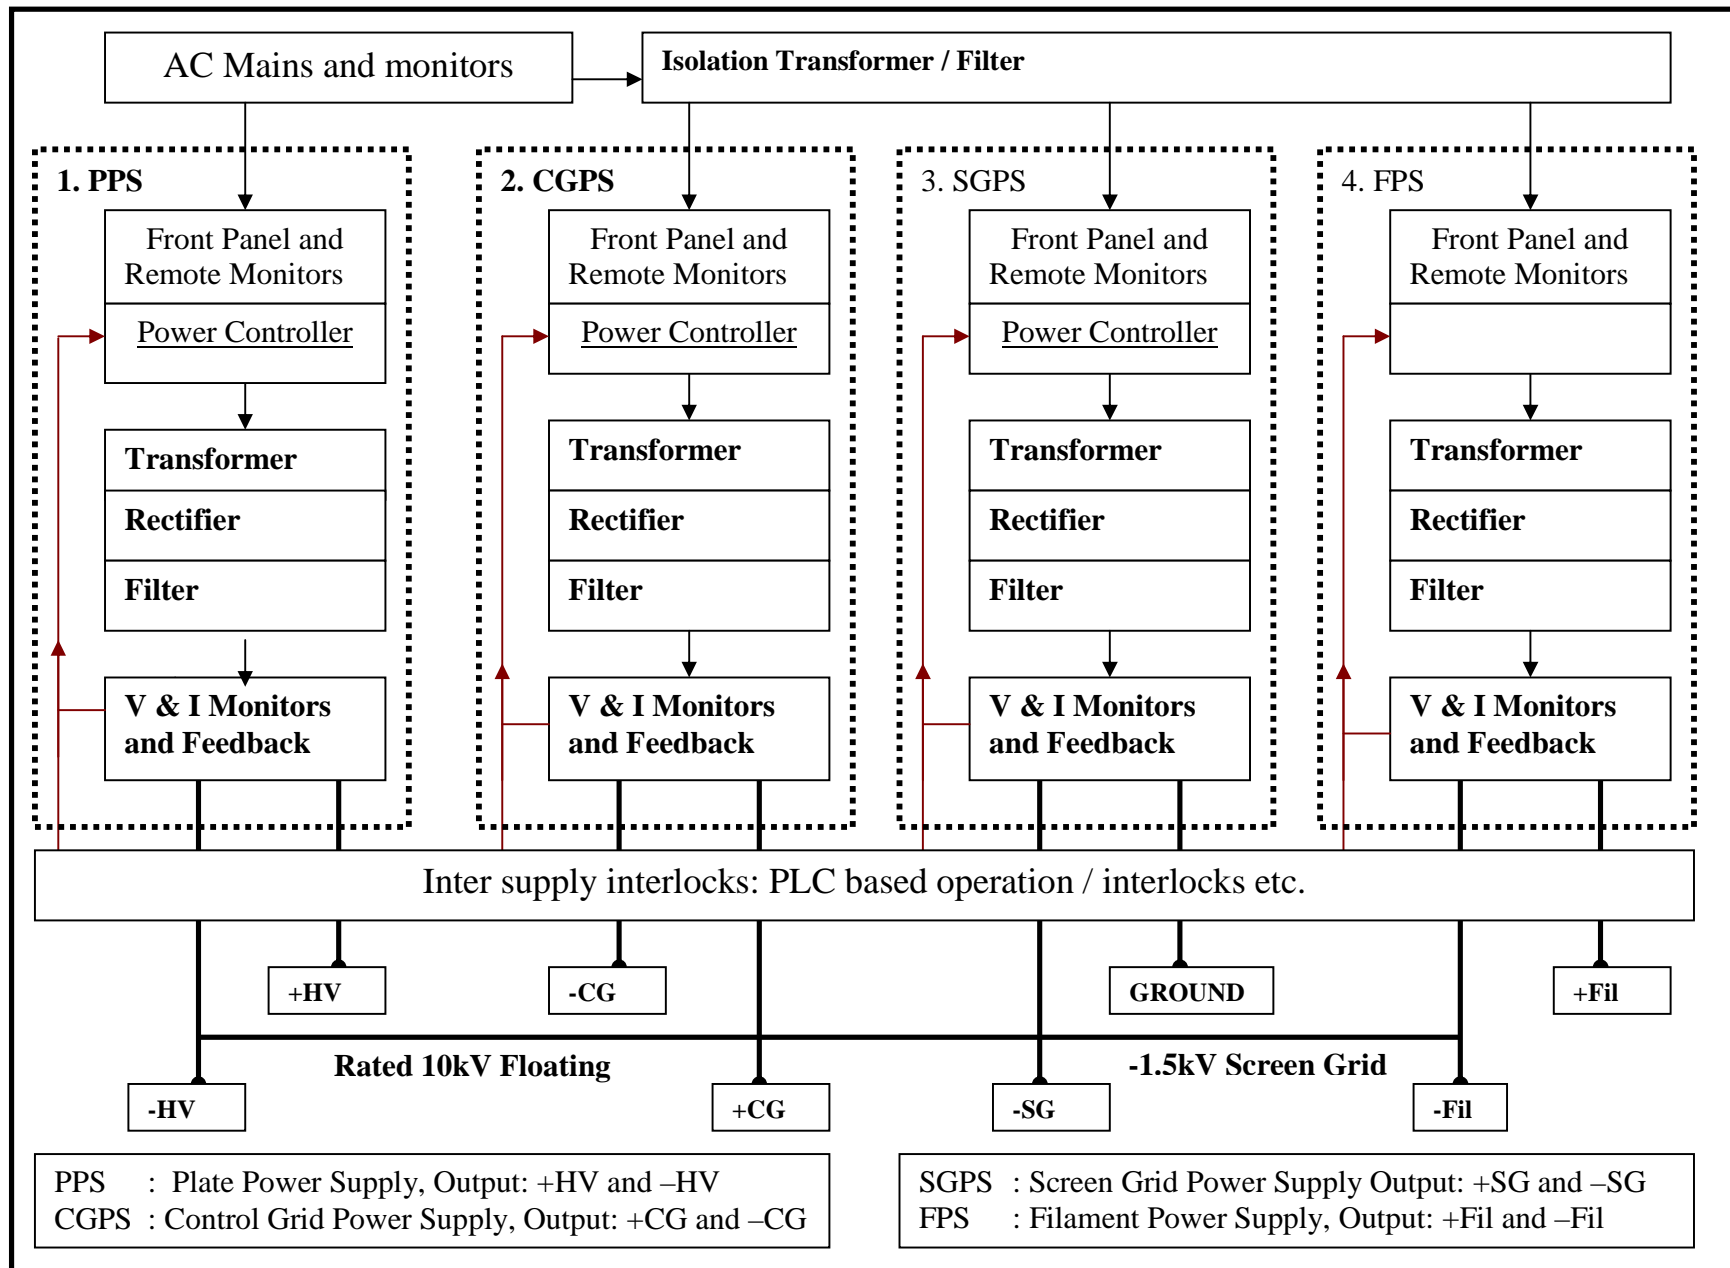 AC Mains and monitors
Isolation Transformer / Filter
1. PPS
2. CGPS
3. SGPS
4. FPS
Front Panel and
Remote Monitors
Front Panel and
Remote Monitors
Front Panel and
Remote Monitors
Front Panel and
Remote Monitors
Power Controller
Power Controller
Power Controller
Transformer
Transformer
Transformer
Transformer
Rectifier
Rectifier
Rectifier
Rectifier
Filter
Filter
Filter
Filter
V & I Monitors
and Feedback
V & I Monitors
and Feedback
V & I Monitors
and Feedback
V & I Monitors
and Feedback
Inter supply interlocks: PLC based operation / interlocks etc.
+HV
-CG
GROUND
+Fil
Rated 10kV Floating
-1.5kV Screen Grid
-HV
+CG
-SG
-Fil
PPS : Plate Power Supply, Output: +HV and –HV
CGPS : Control Grid Power Supply, Output: +CG and –CG
SGPS : Screen Grid Power Supply Output: +SG and –SG
FPS : Filament Power Supply, Output: +Fil and –Fil